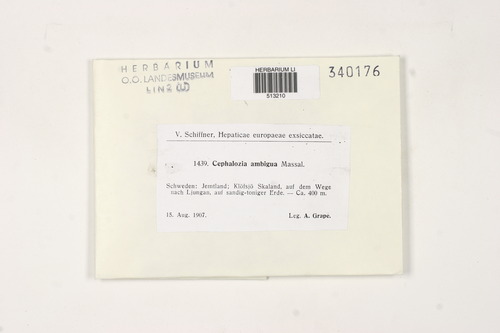 HERBARIUM
O.O. LANDESMUSEUM
LINZ
HERBARIUM LI
513210
340176
V. Schiffner, Hepaticae europaeae exsiccatae.
1439. Cephalozia ambigua Massal.
Schweden: Jemtland; Klöfsjö Skaland, auf dem Wege
nach Ljungan, auf sandig-toniger Erde. — Ca. 400 m.
15. Aug. 1907. Leg. A. Grape.